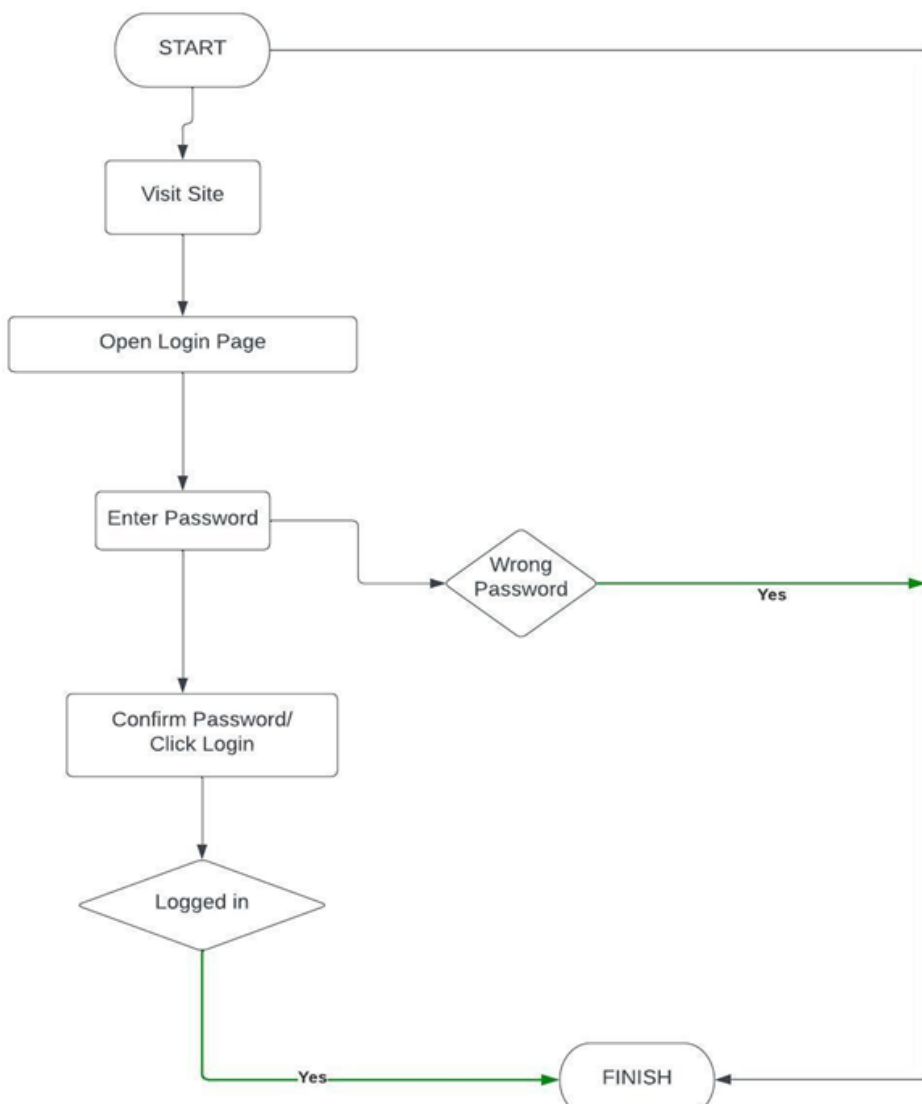 START
Visit Site
Open Login Page
Enter Password
Wrong
Password
Yes
Confirm Password/
Click Login
Logged in
Yes
FINISH